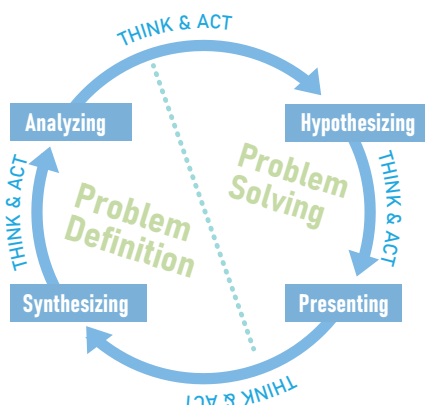 THINK & ACT
Analyzing
Hypothesizing
Problem
Solving
THINK & ACT
THINK & ACT
Problem
Definition
Synthesizing
Presenting
THINK & ACT